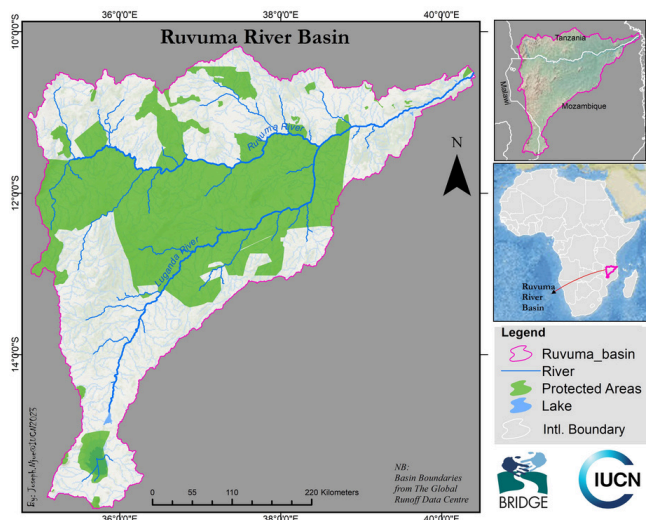 36°0'0"E
38°0'0"E
40°0'0"E
10°0'0"S
12°0'0"S
14°0'0"S
Ruvuma River Basin
Ruvuma River
Luganda River
N
0 55 110 220 Kilometers
NB:
Basin Boundaries
from The Global
Runoff Data Centre
36°0'0"E
38°0'0"E
40°0'0"E
Tanzania
Malawi
Mozambique
Ruvuma
River
Basin
Legend
Ruvuma_basin
River
Protected Areas
Lake
Intl. Boundary
BRIDGE
IUCN